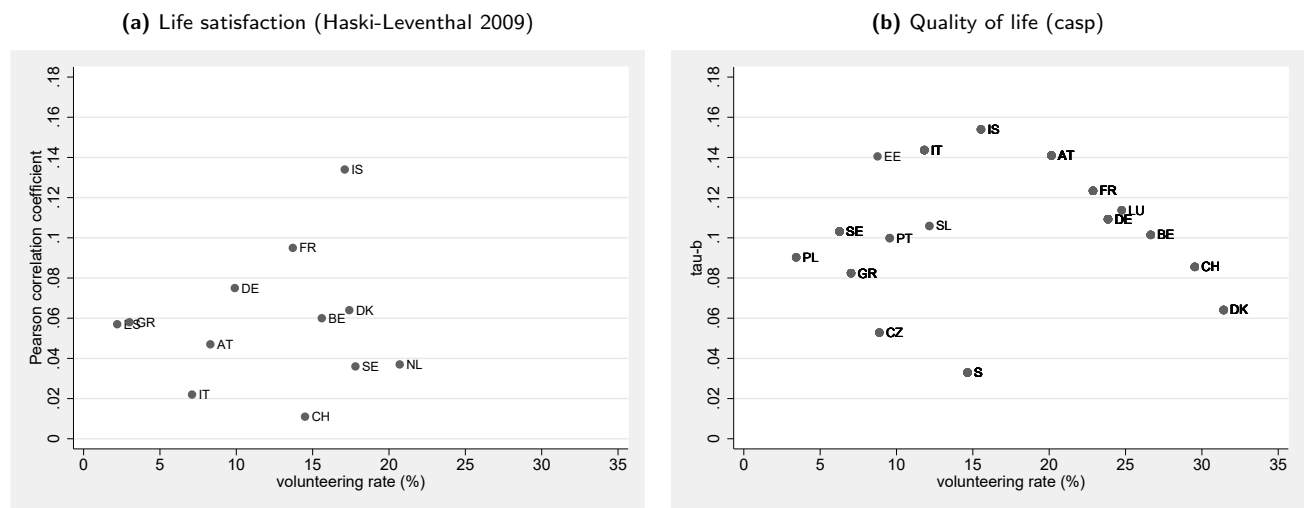 (a) Life satisfaction (Haski-Leventhal 2009)
Pearson correlation coefficient
.18
.16
.14
.12
.1
.08
.06
.04
.02
0
IS
FR
DE
DK
BE
ES
GR
AT
SE
NL
IT
CH
0 5 10 15 20 25 30 35
volunteering rate (%)
(b) Quality of life (casp)
tau-b
.18
.16
.14
.12
.1
.08
.06
.04
.02
0
IS
IT
EE
AT
FR
LU
DE
SL
SE
BE
PT
PL
CH
GR
DK
CZ
S
0 5 10 15 20 25 30 35
volunteering rate (%)